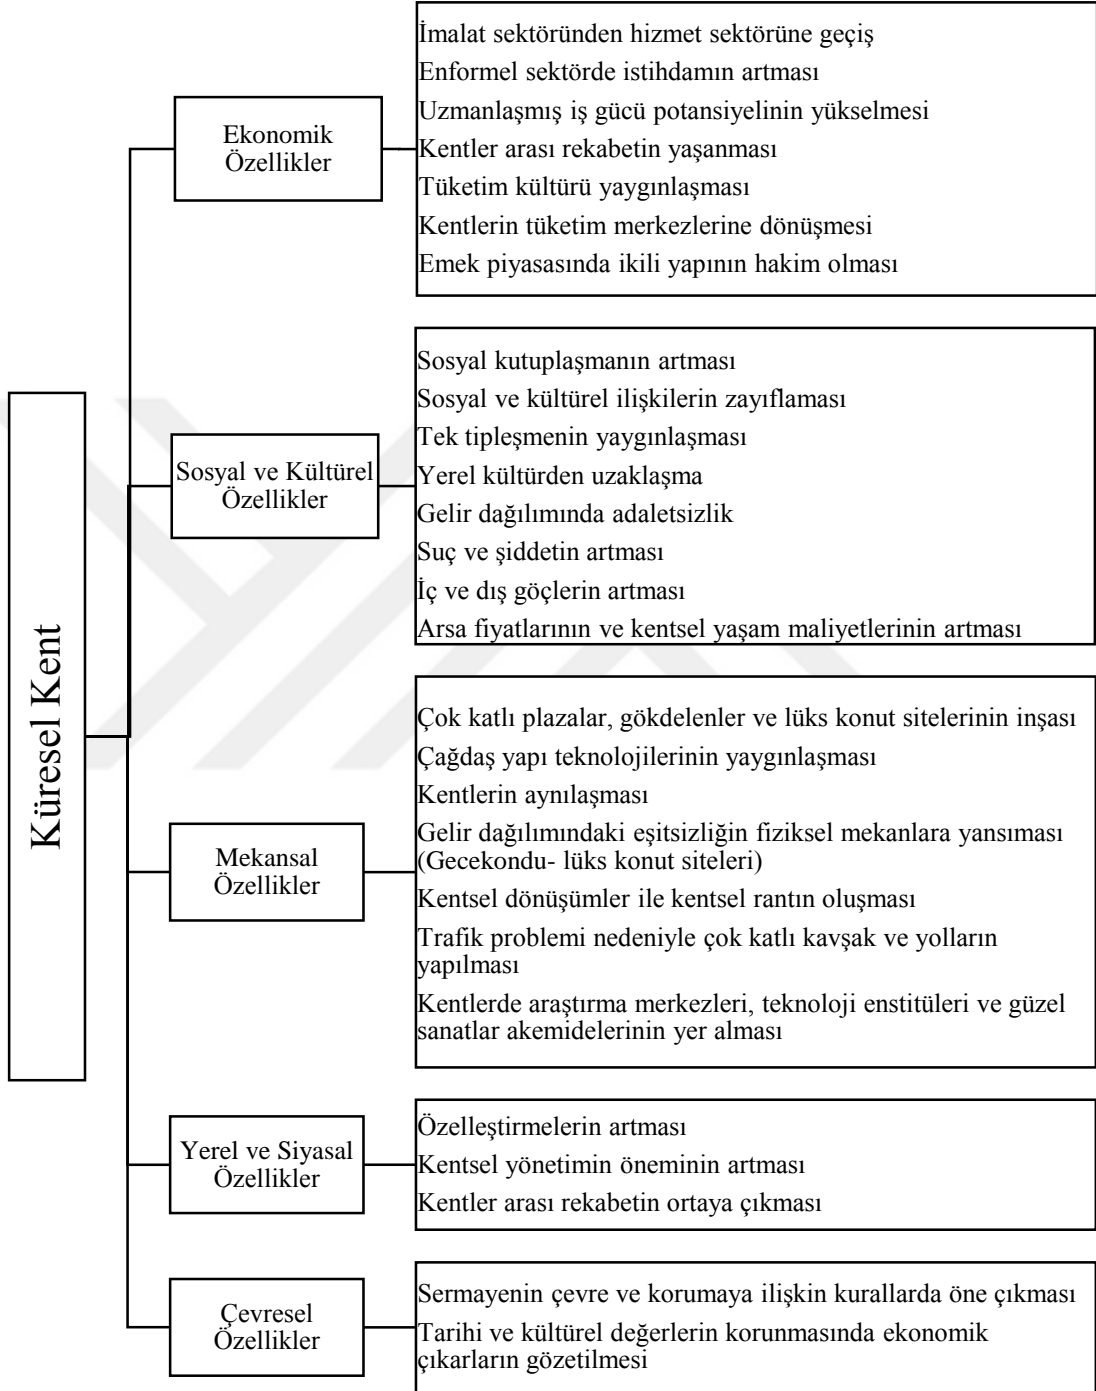 Küresel Kent
Ekonomik
Özellikler
İmalat sektöründen hizmet sektörüne geçiş
Enformel sektörde istihdamın artması
Uzmanlaşmış iş gücü potansiyelinin yükselmesi
Kentler arası rekabetin yaşanması
Tüketim kültürü yaygınlaşması
Kentlerin tüketim merkezlerine dönüşmesi
Emek piyasasında ikili yapının hakim olması
Sosyal ve Kültürel
Özellikler
Sosyal kutuplaşmanın artması
Sosyal ve kültürel ilişkilerin zayıflaması
Tek tipleşmenin yaygınlaşması
Yerel kültürden uzaklaşma
Gelir dağılımında adaletsizlik
Suç ve şiddetin artması
İç ve dış göçlerin artması
Arsa fiyatlarının ve kentsel yaşam maliyetlerinin artması
Mekansal
Özellikler
Çok katlı plazalar, gökdelenler ve lüks konut sitelerinin inşası
Çağdaş yapı teknolojilerinin yaygınlaşması
Kentlerin aynılaşması
Gelir dağılımındaki eşitsizliğin fiziksel mekanlara yansıması
(Gecekondu- lüks konut siteleri)
Kentsel dönüşümler ile kentsel rantın oluşması
Trafik problemi nedeniyle çok katlı kavşak ve yolların
yapılması
Kentlerde araştırma merkezleri, teknoloji enstitüleri ve güzel
sanatlar akemidelerinin yer alması
Yerel ve Siyasal
Özellikler
Özelleştirmelerin artması
Kentsel yönetimin öneminin artması
Kentler arası rekabetin ortaya çıkması
Çevresel
Özellikler
Sermayenin çevre ve korumaya ilişkin kurallarda öne çıkması
Tarihi ve kültürel değerlerin korunmasında ekonomik
çıkarların gözetilmesi